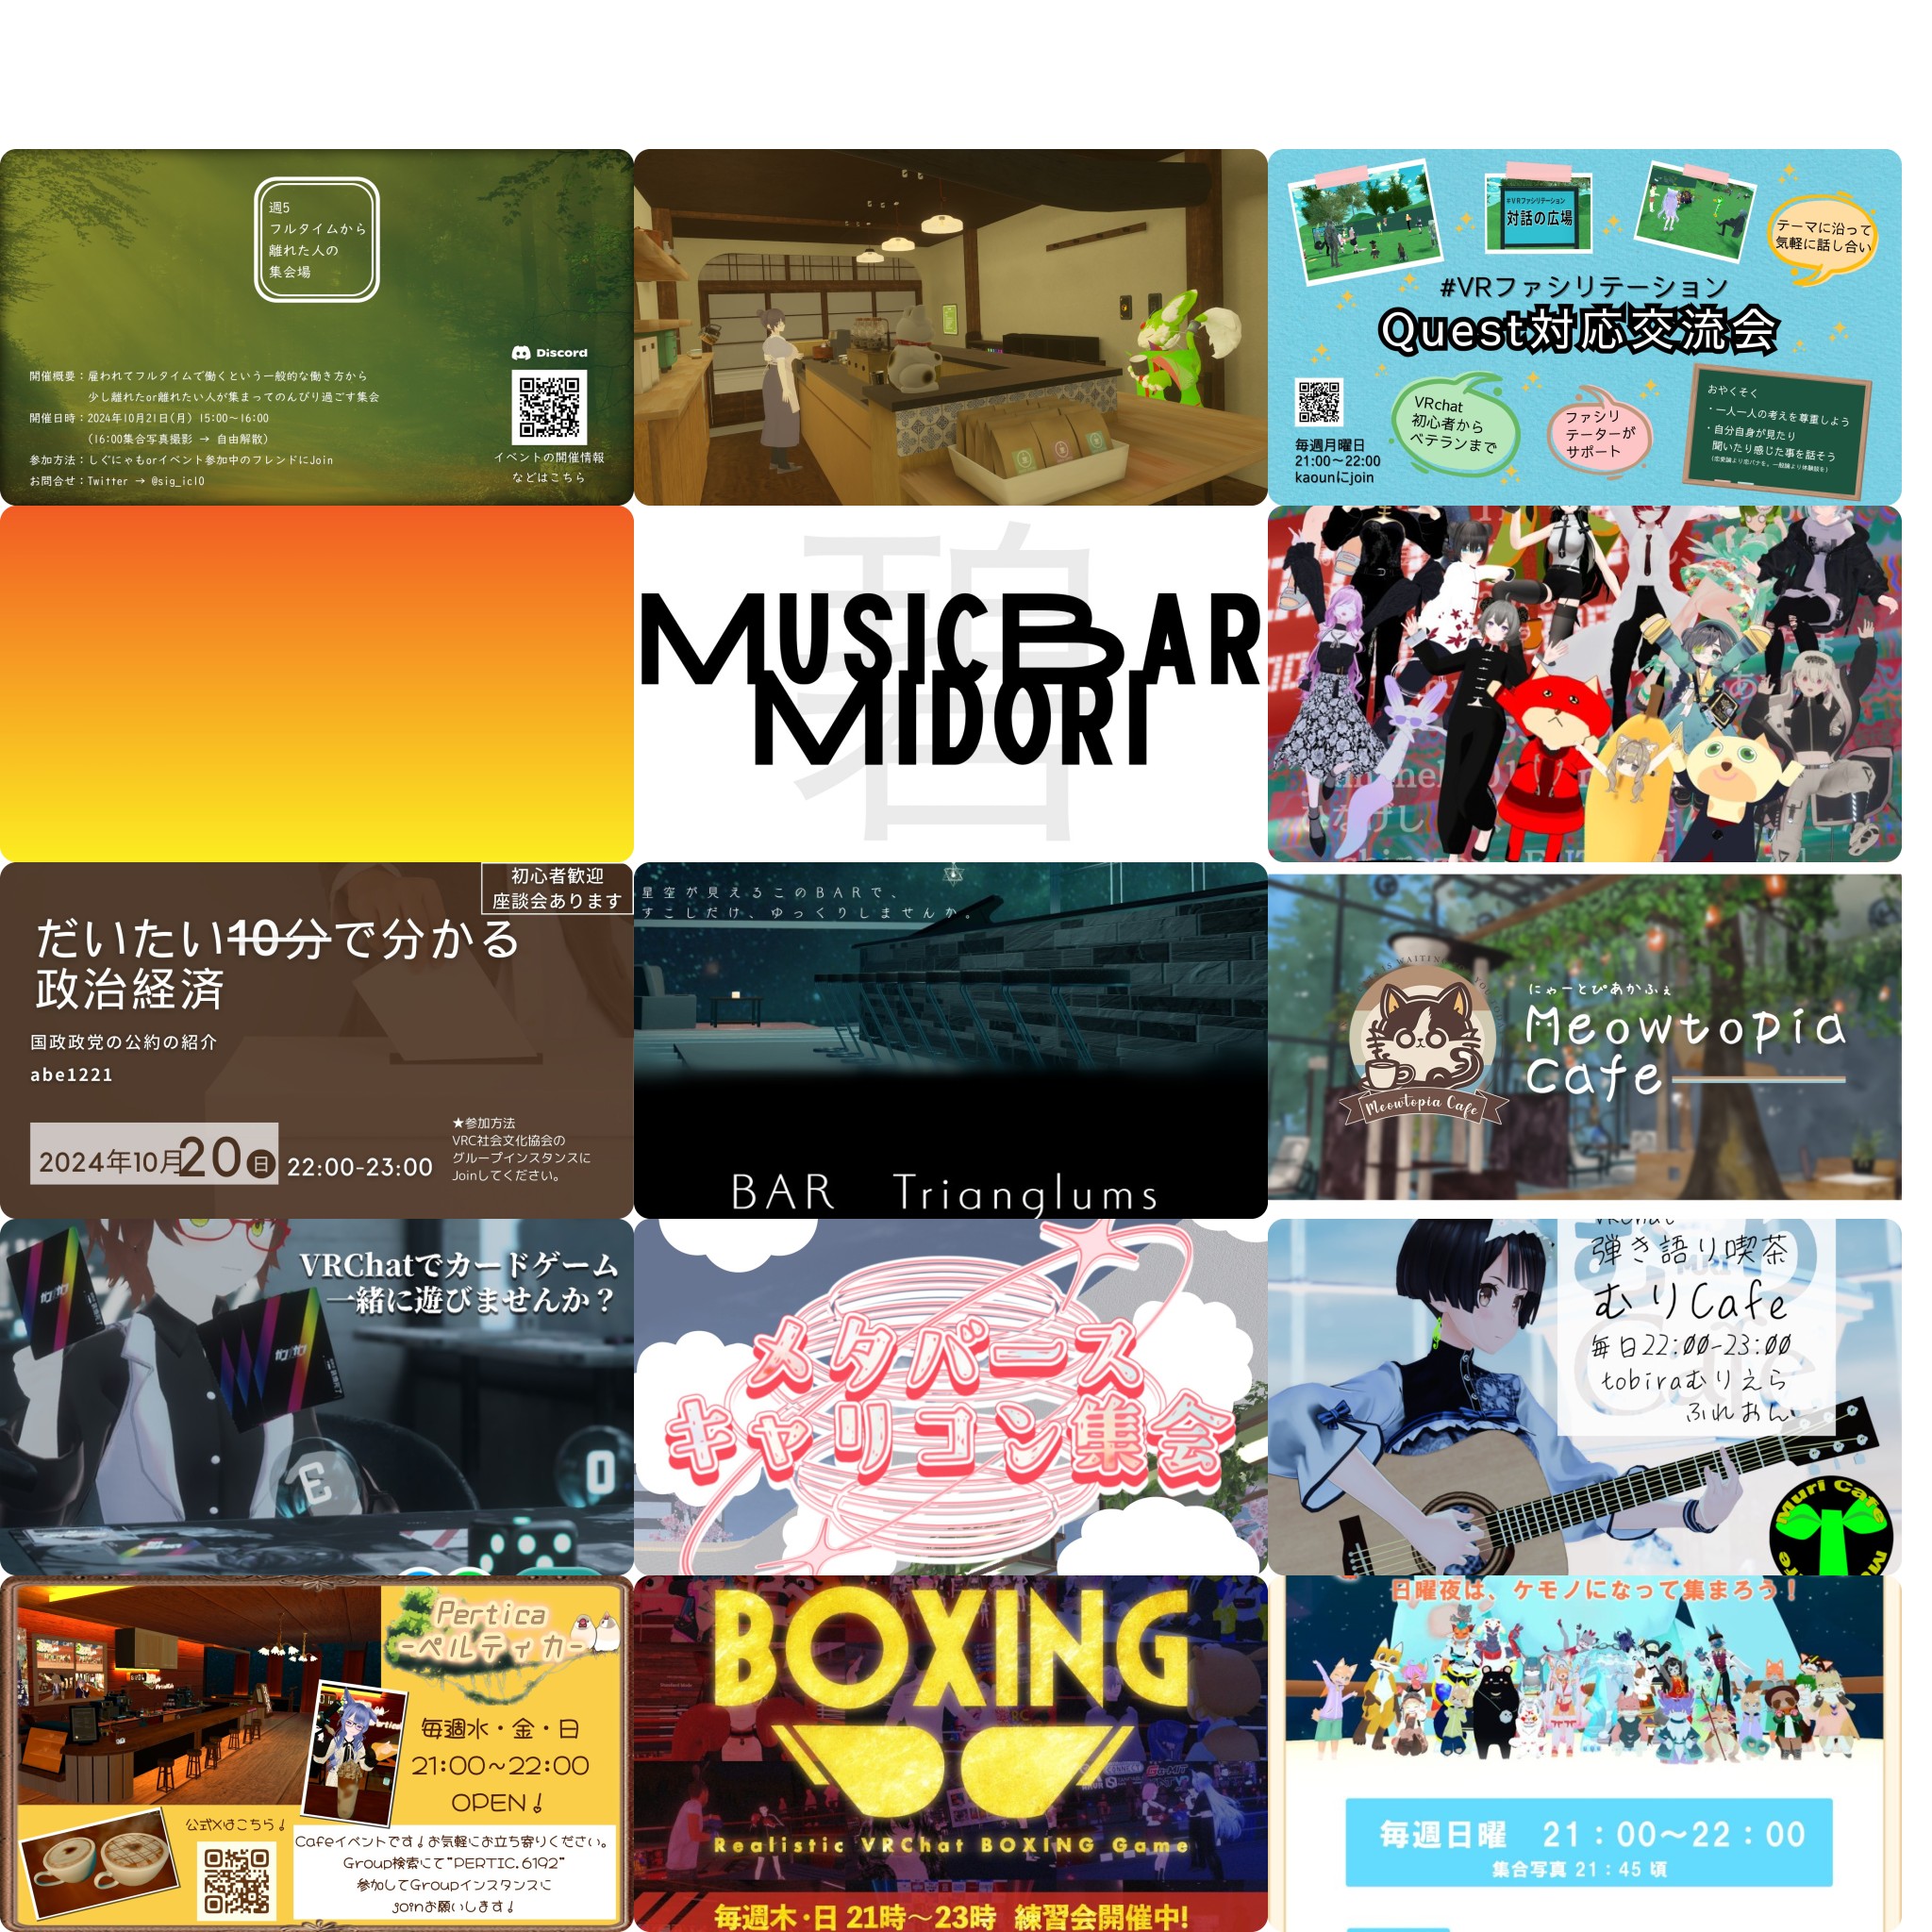 週5
フルタイムから
離れた人の
集会場
Discord
開催概要：雇われてフルタイムで働くという一般的な働き方から
少し離れたor離れたい人が集まってのんびり過ごす集会
開催日時：2024年10月21日(月) 15:00〜16:00
(16:00集合写真撮影 → 自由解散)
参加方法：しぐにゃもorイベント参加中のフレンドにJoin
お問合せ：Twitter → @sig_icl0
イベントの開催情報
などはこちら
#VRファシリテーション
対話の広場
テーマに沿って
気軽に話し合い
#VRファシリテーション
Quest対応交流会
毎週月曜日
21:00〜22:00
kaounにjoin
VRchat
初心者から
ベテランまで
ファシリ
テーターが
サポート
おやくそく
・一人一人の考えを尊重しよう
・自分自身が見たり
聞いたり感じた事を話そう
碧
MUSICBAR
MIDORI
初心者歓迎
座談会あります
だいたい10分で分かる
政治経済
国政政党の公約の紹介
abe1221
2024年10月20日 22:00-23:00
★参加方法
VRC社会文化協会の
グループインスタンスに
Joinしてください。
星空が見えるこのBARで、
すこしだけ、ゆっくりしませんか。
BAR Trianglums
にゃーとぴあかふぇ
Meowtopia
Cafe
Meowtopia Cafe
VRChatでカードゲーム
一緒に遊びませんか？
E
O
メタバース
キャリコン集会
VRChat
弾き語り喫茶
むりCafe
毎日22:00-23:00
tobiraむりえら
ふれおん
Muri Cafe
Pertica
-ペルティカ-
毎週水・金・日
21:00~22:00
OPEN！
公式Xはこちら！
Cafeイベントです！お気軽にお立ち寄りください。
Group検索にて"PERTIC.6192"
参加してGroupインスタンスに
joinお願いします！
BOXING
Realistic VRChat BOXING Game
毎週木・日 21時〜23時 練習会開催中!
日曜夜は、ケモノになって集まろう！
毎週日曜 21：00〜22：00
集合写真 21：45 頃